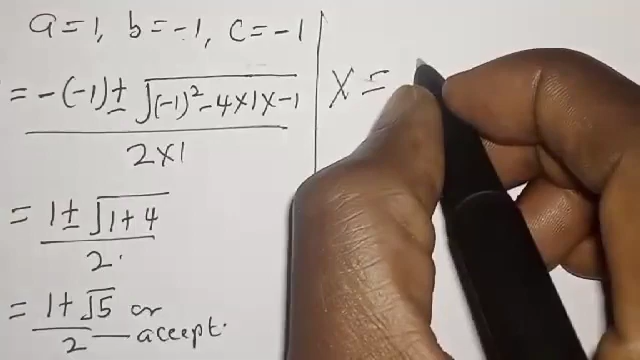 a = 1, b = -1, c = -1
= -(-1) ± √(-1)² - 4×1×-1
2×1
= 1 ± √1+4
2.
= 1+√5 or
2 — accept.
X =